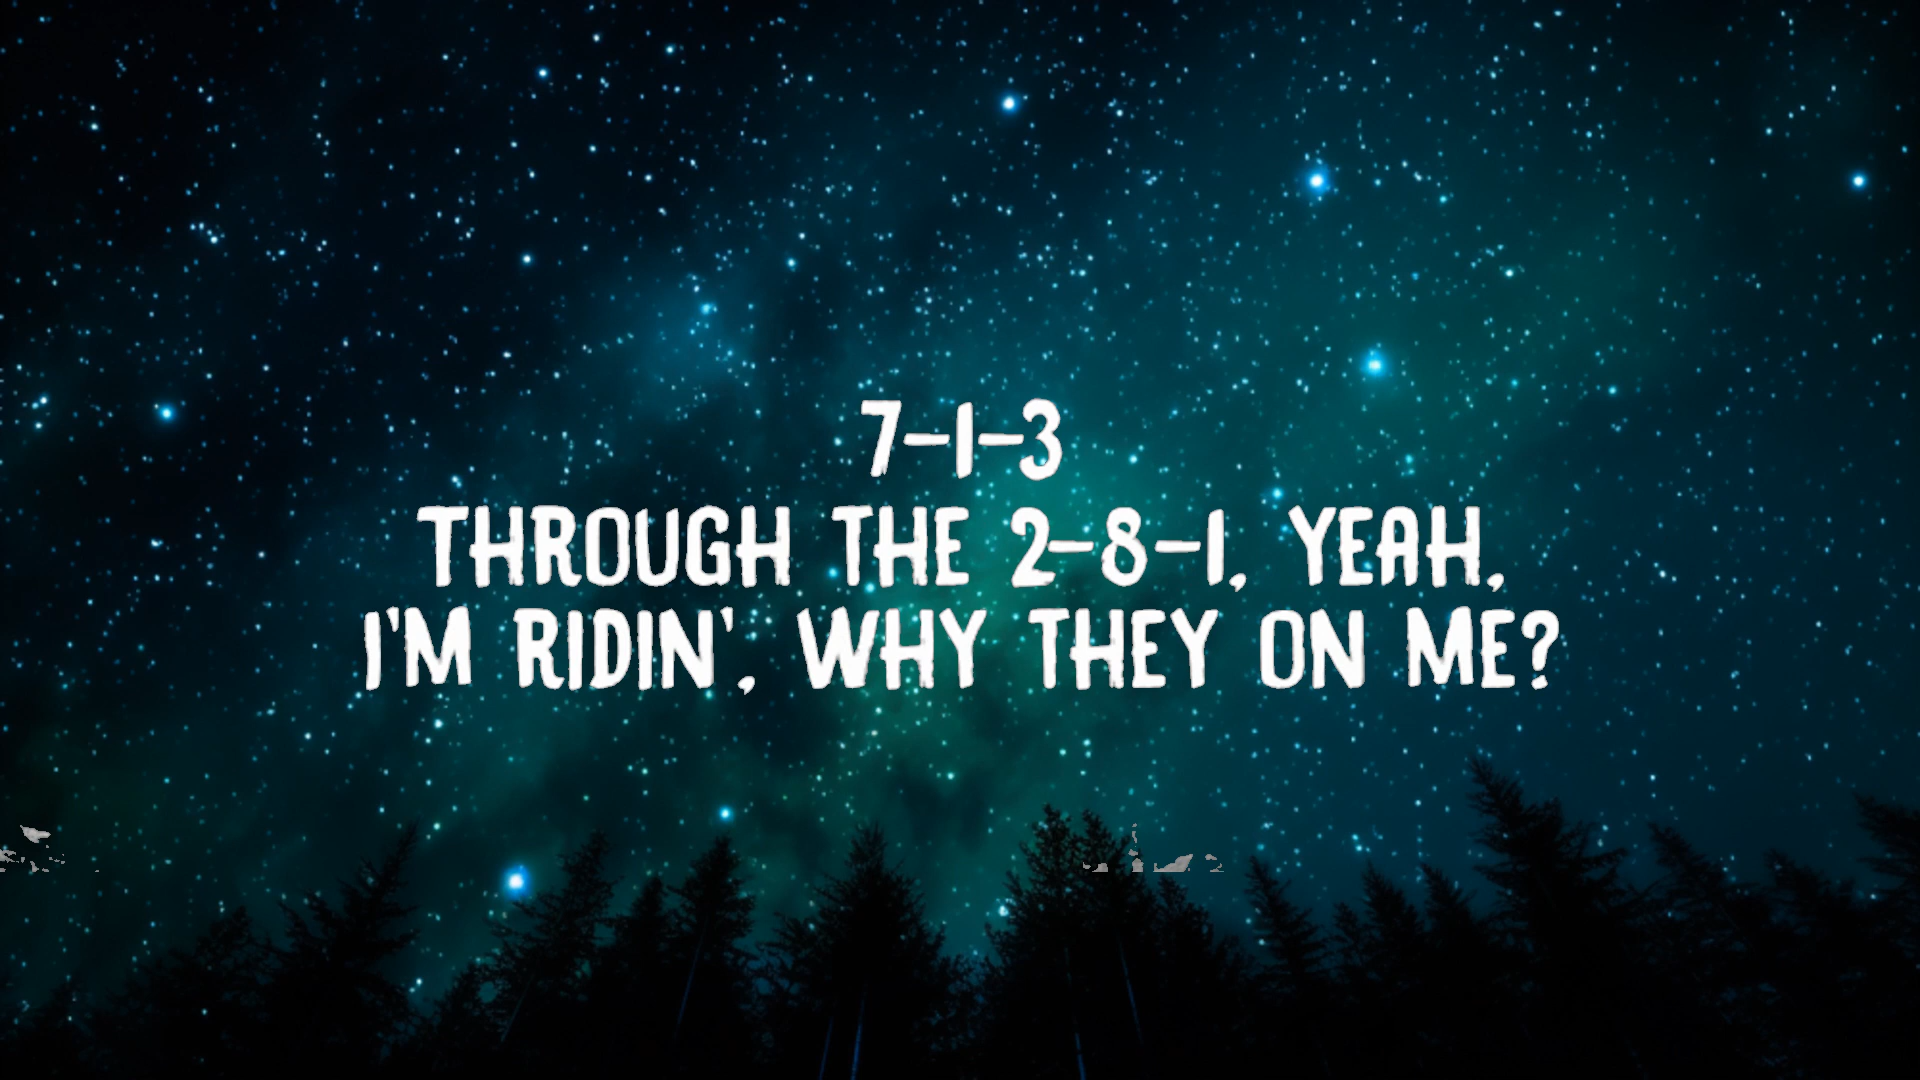 7-1-3
THROUGH THE 2-8-1, YEAH,
I'M RIDIN', WHY THEY ON ME?